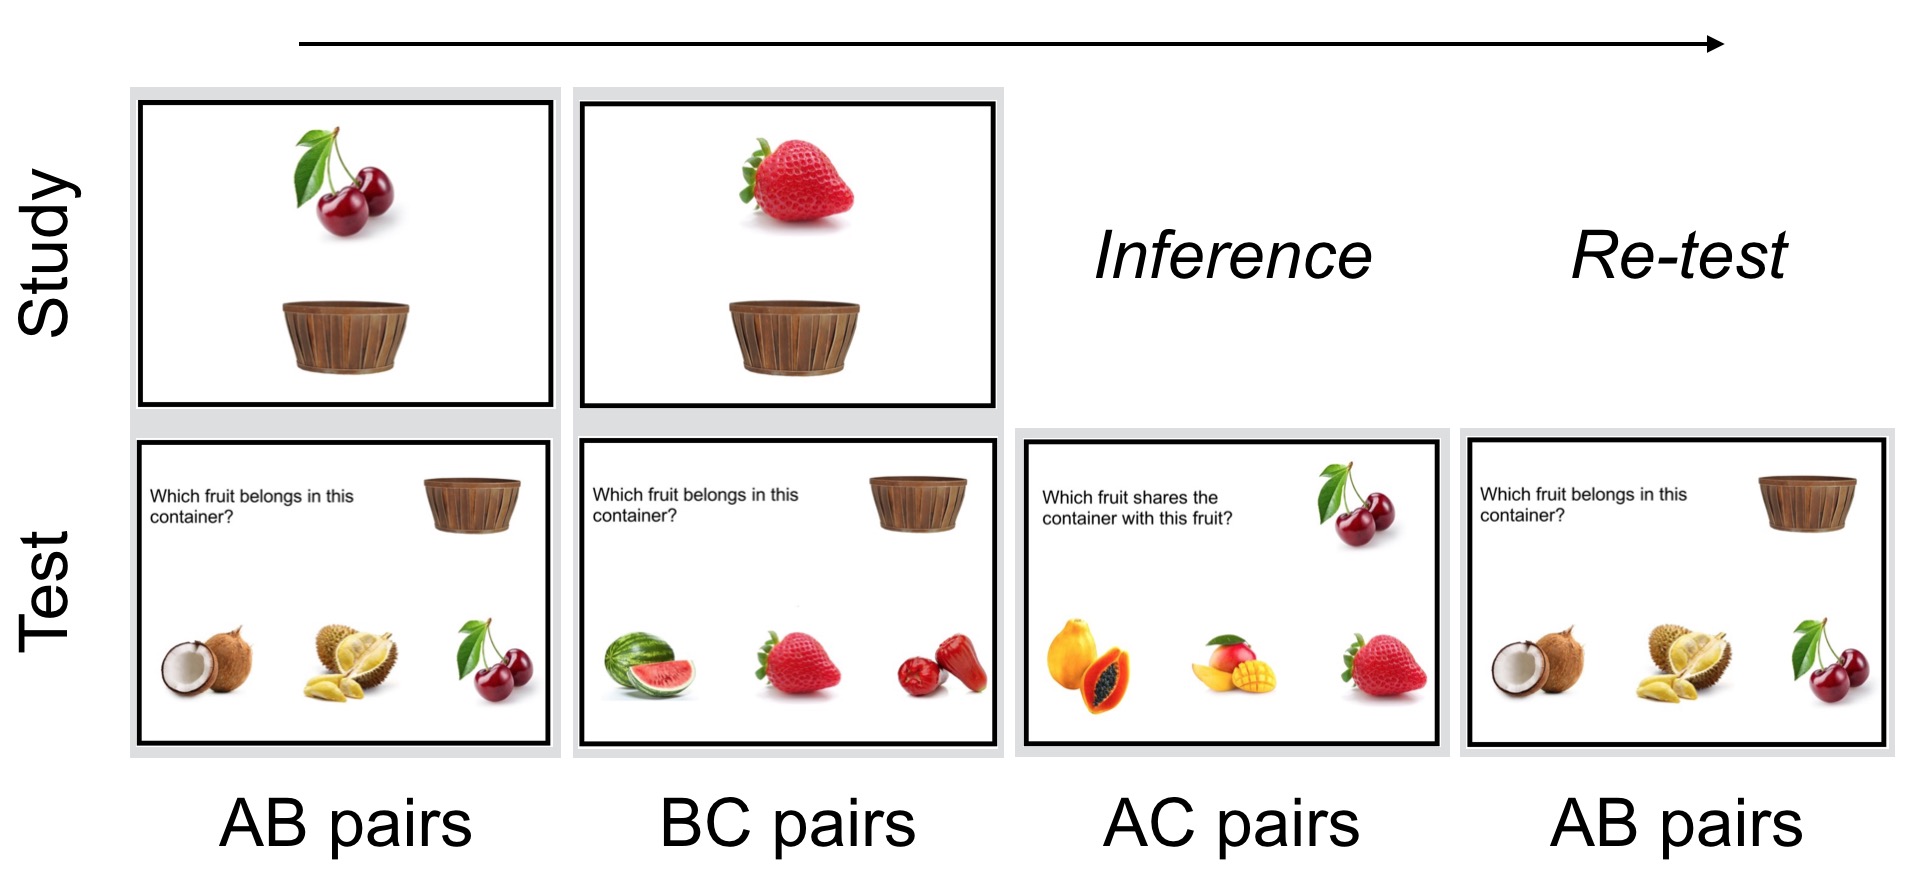 Study
Inference
Re-test
Test
Which fruit belongs in this
container?
Which fruit belongs in this
container?
Which fruit shares the
container with this fruit?
Which fruit belongs in this
container?
AB pairs
BC pairs
AC pairs
AB pairs